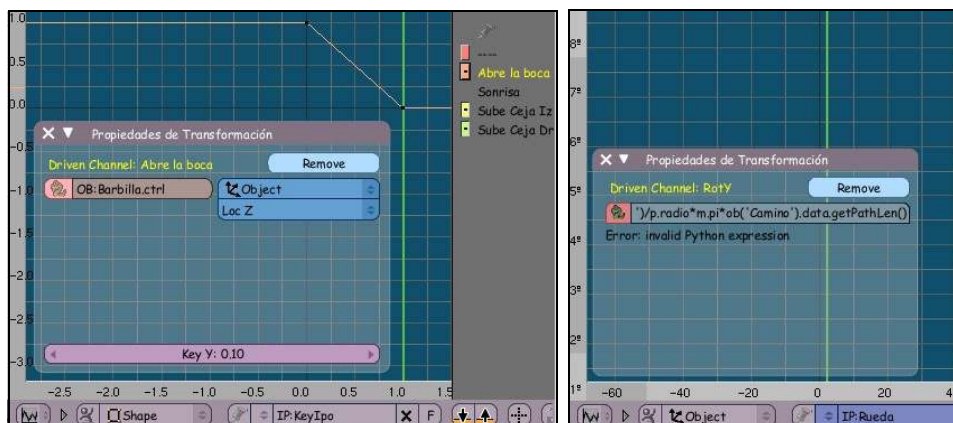 1.0
0.5
0.0
-0.5
-1.0
-1.5
-2.0
-2.5
-3.0
----
Abre la boca
Sonrisa
Sube Ceja Iz
Sube Ceja Dr
Propiedades de Transformación
Driven Channel: Abre la boca
Remove
OB:Barbilla.ctrl
Object
Loc Z
Key Y: 0.10
-2.5 -2.0 -1.5 -1.0 -0.5 0.0 0.5 1.0 1.5
Shape
IP:KeyIpo
X
F
8º
7º
6º
5º
4º
3º
2º
1º
Propiedades de Transformación
Driven Channel: RotY
Remove
')/p.radio*m.pi*ob('Camino').data.getPathLen()
Error: invalid Python expression
-60 -40 -20 0 20 4
Object
IP:Rueda